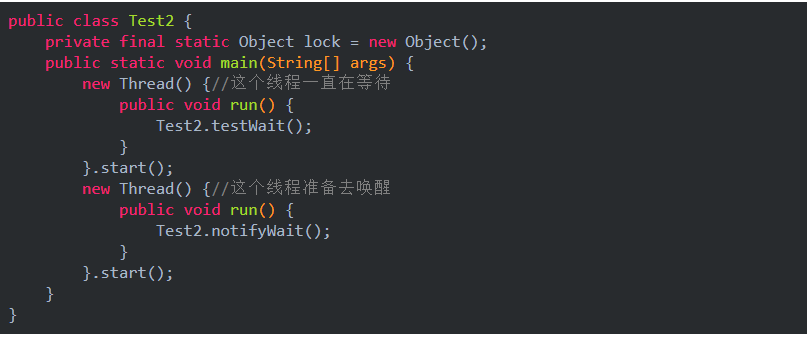 public class Test2 {
    private final static Object lock = new Object();
    public static void main(String[] args) {
        new Thread() {//这个线程一直在等待
            public void run() {
                Test2.testWait();
            }
        }.start();
        new Thread() {//这个线程准备去唤醒
            public void run() {
                Test2.notifyWait();
            }
        }.start();
    }
}